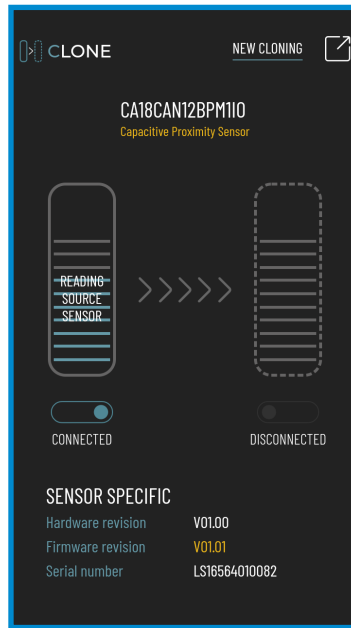 CLONE
NEW CLONING
CA18CAN12BPM1IO
Capacitive Proximity Sensor
READING
SOURCE
SENSOR
CONNECTED
DISCONNECTED
SENSOR SPECIFIC
Hardware revision V01.00
Firmware revision V01.01
Serial number LS16564010082